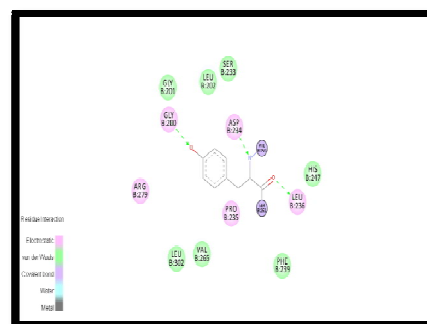 SER
B:233
LEU
B:202
GLY
B:201
GLY
B:200
ASP
B:234
HIS
B:247
ARG
B:279
LEU
B:236
PRO
B:235
Residue Interaction
Electrostatic
van der Waals
Covalent bond
Water
Metal
LEU
B:302
VAL
B:265
PHE
B:239